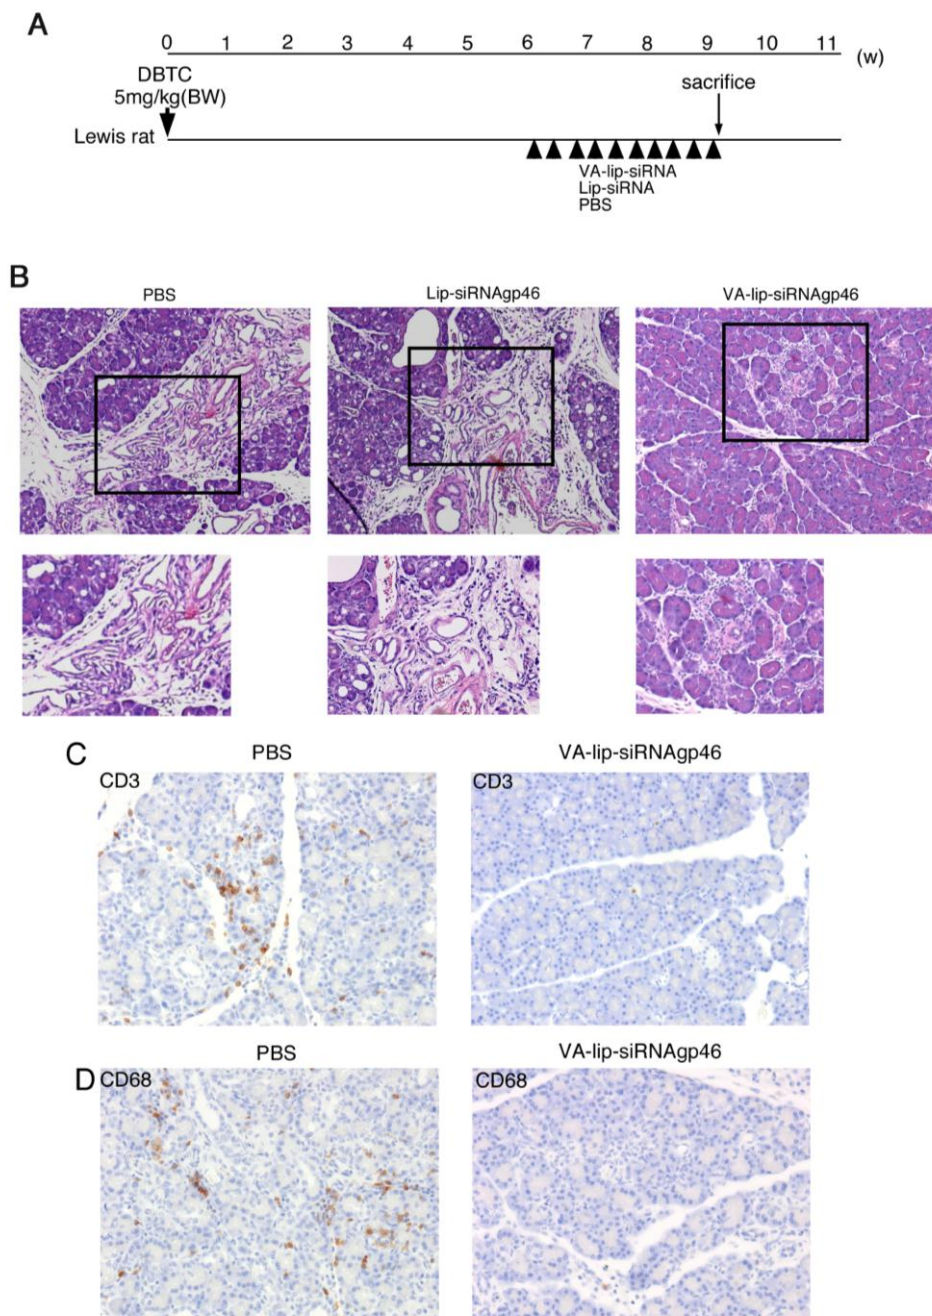 A
0 1 2 3 4 5 6 7 8 9 10 11 (w)
DBTC
5mg/kg(BW)
sacrifice
Lewis rat
VA-lip-siRNA
Lip-siRNA
PBS
B
PBS Lip-siRNAgp46 VA-lip-siRNAgp46
C PBS VA-lip-siRNAgp46
CD3 CD3
PBS VA-lip-siRNAgp46
D CD68 CD68